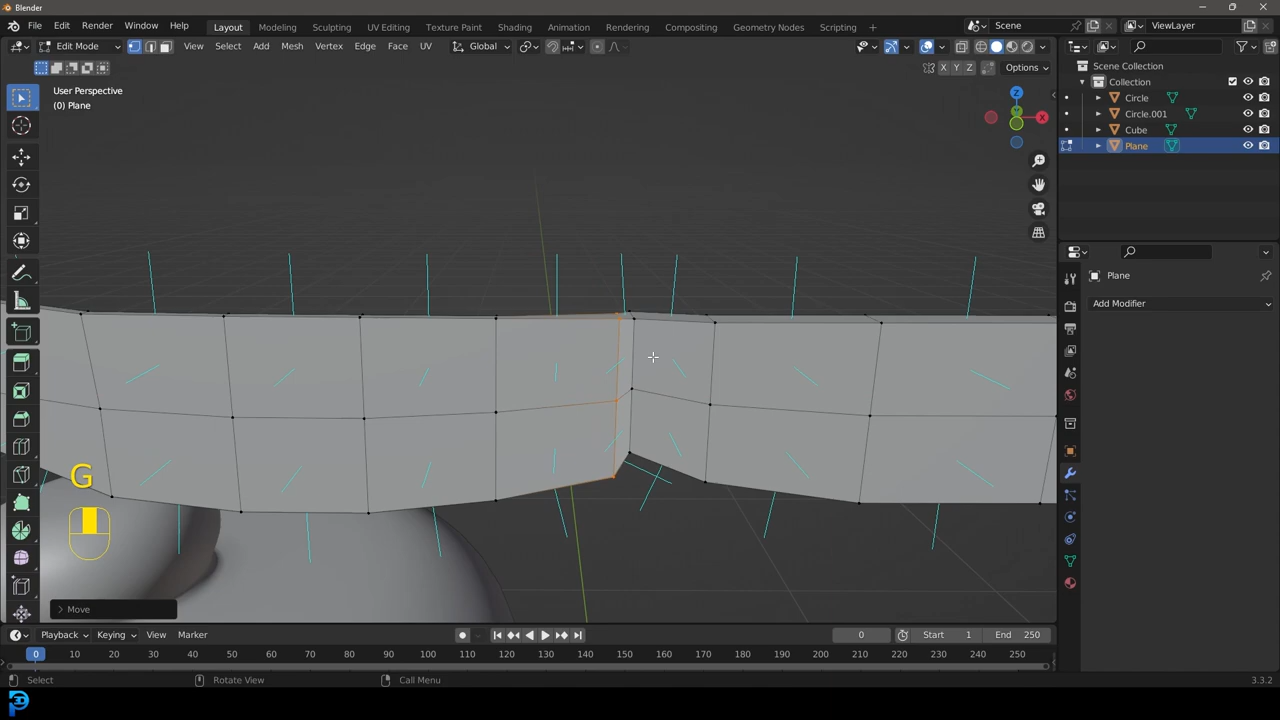 Blender
File Edit Render Window Help Layout Modeling Sculpting UV Editing Texture Paint Shading Animation Rendering Compositing Geometry Nodes Scripting + Scene ViewLayer
Edit Mode View Select Add Mesh Vertex Edge Face UV Global
X Y Z Options
User Perspective
(0) Plane
Scene Collection
Collection
Circle
Circle.001
Cube
Plane
Z
X
Plane
Add Modifier
G
Move
Playback Keying View Marker 0 Start 1 End 250
0 10 20 30 40 50 60 70 80 90 100 110 120 130 140 150 160 170 180 190 200 210 220 230 240 250
Select Rotate View Call Menu 3.3.2